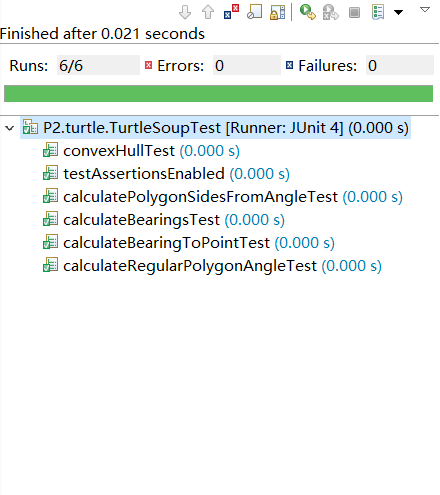 Finished after 0.021 seconds
Runs: 6/6 Errors: 0 Failures: 0
P2.turtle.TurtleSoupTest [Runner: JUnit 4] (0.000 s)
convexHullTest (0.000 s)
testAssertionsEnabled (0.000 s)
calculatePolygonSidesFromAngleTest (0.000 s)
calculateBearingsTest (0.000 s)
calculateBearingToPointTest (0.000 s)
calculateRegularPolygonAngleTest (0.000 s)